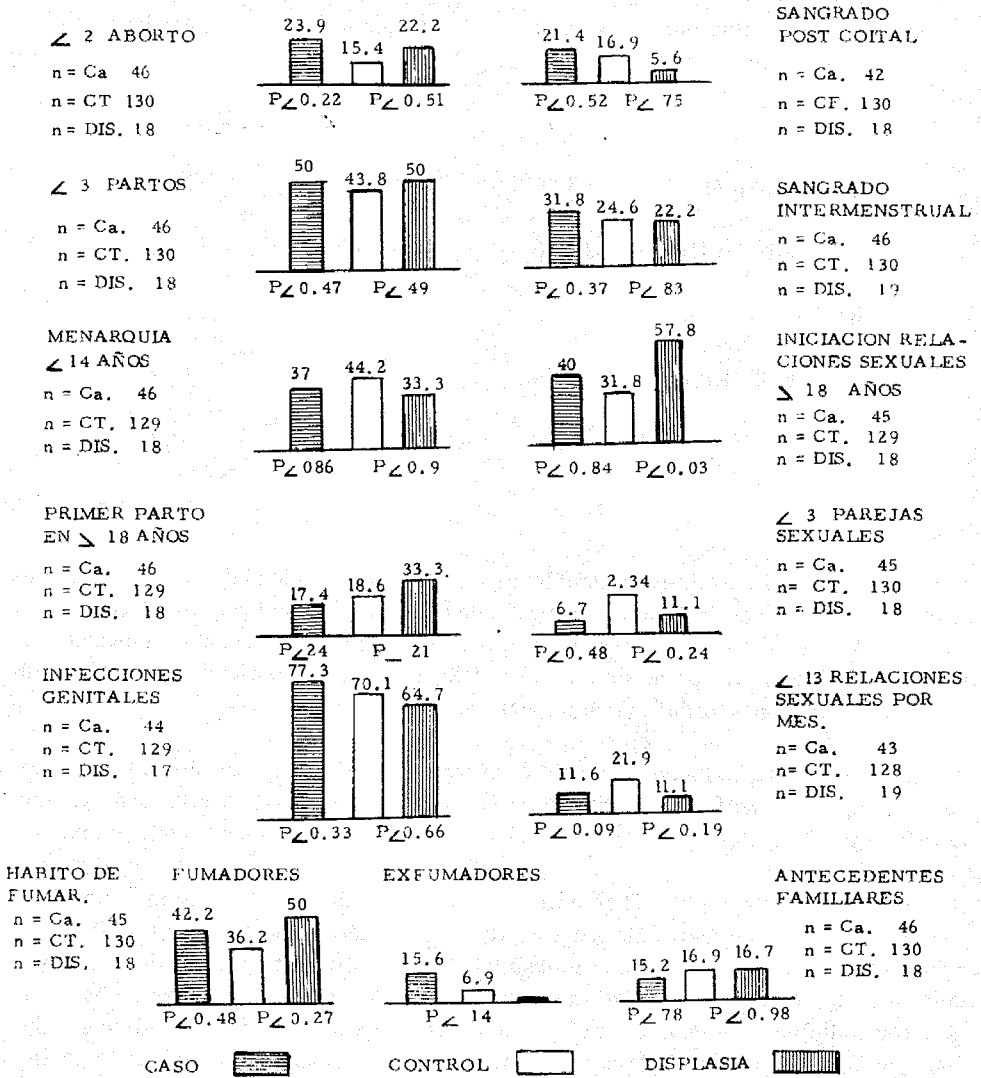 ∠ 2 ABORTO
n = Ca 46
n = CT 130
n = DIS. 18
23.9 15.4 22.2
P∠0.22 P∠0.51
21.4 16.9 5.6
P∠0.52 P∠ 75
SANGRADO
POST COITAL
n = Ca. 42
n = CF. 130
n = DIS. 18
∠ 3 PARTOS
n = Ca. 46
n = CT. 130
n = DIS. 18
50 43.8 50
P∠0.47 P∠ 49
31.8 24.6 22.2
P∠0.37 P∠ 83
SANGRADO
INTERMENSTRUAL
n = Ca. 46
n = CT. 130
n = DIS. 19
MENARQUIA
∠ 14 AÑOS
n = Ca. 46
n = CT. 129
n = DIS. 18
37 44.2 33.3
P∠ 086 P∠0.9
40 31.8 57.8
P∠0.84 P∠0.03
INICIACION RELA-
CIONES SEXUALES
⦣ 18 AÑOS
n = Ca. 45
n = CT. 129
n = DIS. 18
PRIMER PARTO
EN ⦣ 18 AÑOS
n = Ca. 46
n = CT. 129
n = DIS. 18
17.4 18.6 33.3.
P∠24 P_ 21
6.7 2.34 11.1
P∠0.48 P∠0.24
∠ 3 PAREJAS
SEXUALES
n = Ca. 45
n= CT. 130
n = DIS. 18
INFECCIONES
GENITALES
n = Ca. 44
n = CT. 129
n = DIS. 17
77.3 70.1 64.7
P∠0.33 P∠0.66
11.6 21.9 11.1
P∠0.09 P∠0.19
∠ 13 RELACIONES
SEXUALES POR
MES.
n= Ca. 43
n= CT. 128
n= DIS. 19
HABITO DE
FUMAR.
n = Ca. 45
n = CT. 130
n = DIS. 18
FUMADORES
42.2 36.2 50
P∠0.48 P∠0.27
EXFUMADORES
15.6 6.9
P∠ 14
15.2 16.9 16.7
P∠78 P∠0.98
ANTECEDENTES
FAMILIARES
n = Ca. 46
n = CT. 130
n = DIS. 18
CASO CONTROL DISPLASIA